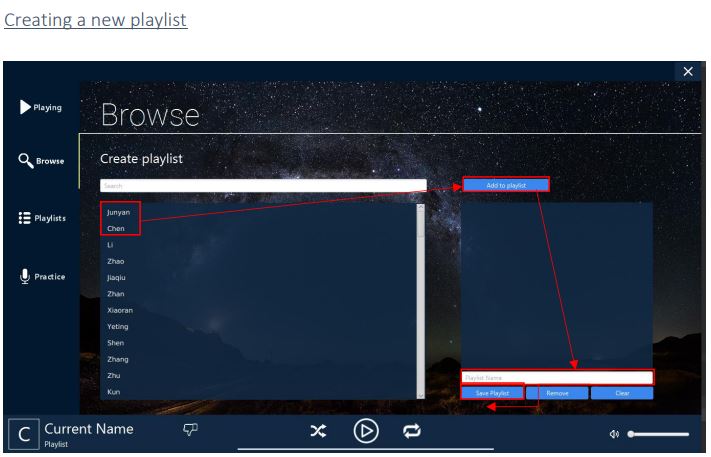 Creating a new playlist
Playing
Browse
Create playlist
Browse
Search
Add to playlist
Junyan
Chen
Li
Playlists
Zhao
Jiaqiu
Practice
Zhan
Xiaoran
Yeting
Shen
Zhang
Zhu
Kun
Playlist Name
Save Playlist
Remove
Clear
C
Current Name
Playlist